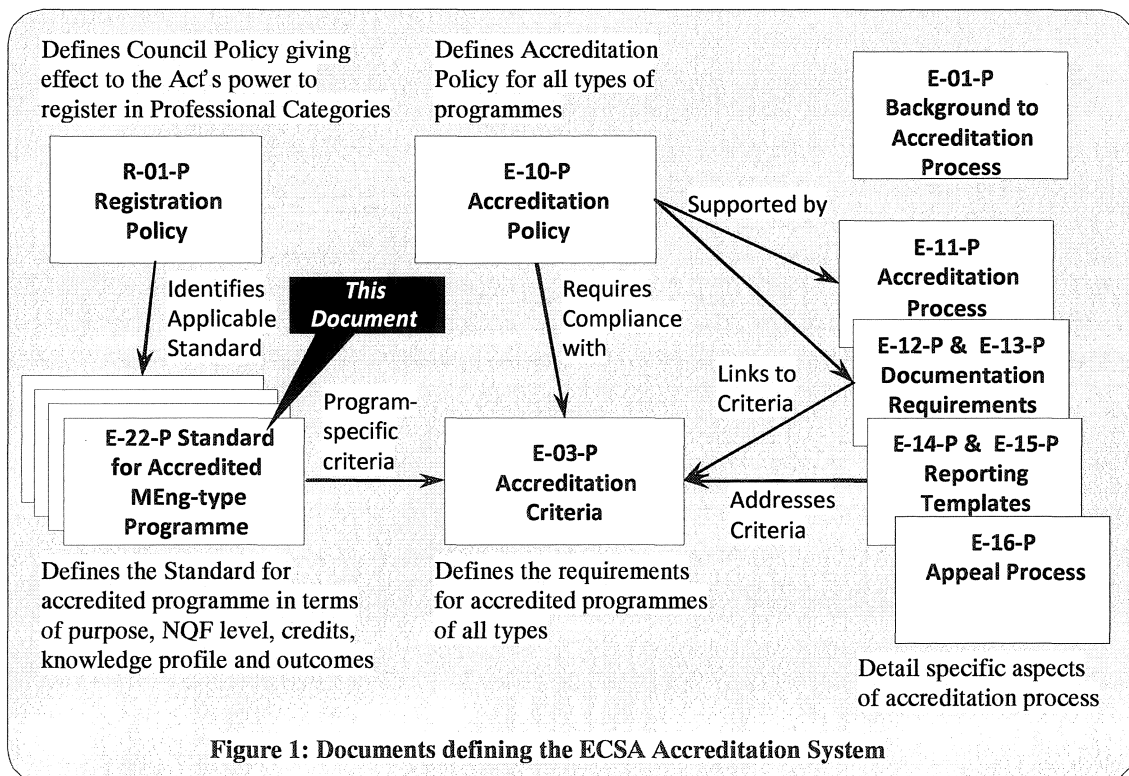 Defines Council Policy giving
effect to the Act's power to
register in Professional Categories
Defines Accreditation
Policy for all types of
programmes
E-01-P
Background to
Accreditation
Process
R-01-P
Registration
Policy
E-10-P
Accreditation
Policy
Supported by
E-11-P
Accreditation
Process
Identifies
Applicable
Standard
This
Document
Requires
Compliance
with
E-12-P & E-13-P
Documentation
Requirements
Links to
Criteria
Program-
specific
criteria
E-22-P Standard
for Accredited
MEng-type
Programme
E-03-P
Accreditation
Criteria
E-14-P & E-15-P
Reporting
Templates
Addresses
Criteria
E-16-P
Appeal Process
Defines the Standard for
accredited programme in terms
of purpose, NQF level, credits,
knowledge profile and outcomes
Defines the requirements
for accredited programmes
of all types
Detail specific aspects
of accreditation process
Figure 1: Documents defining the ECSA Accreditation System